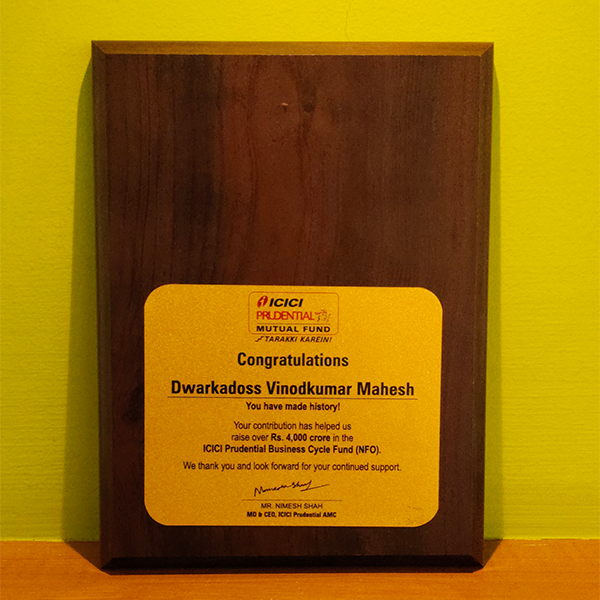 ICICI
PRUDENTIAL
MUTUAL FUND
TARAKKI KAREIN!
Congratulations
Dwarkadoss Vinodkumar Mahesh
You have made history!
Your contribution has helped us
raise over Rs. 4,000 crore in the
ICICI Prudential Business Cycle Fund (NFO).
We thank you and look forward for your continued support.
MR. NIMESH SHAH
MD & CEO, ICICI Prudential AMC